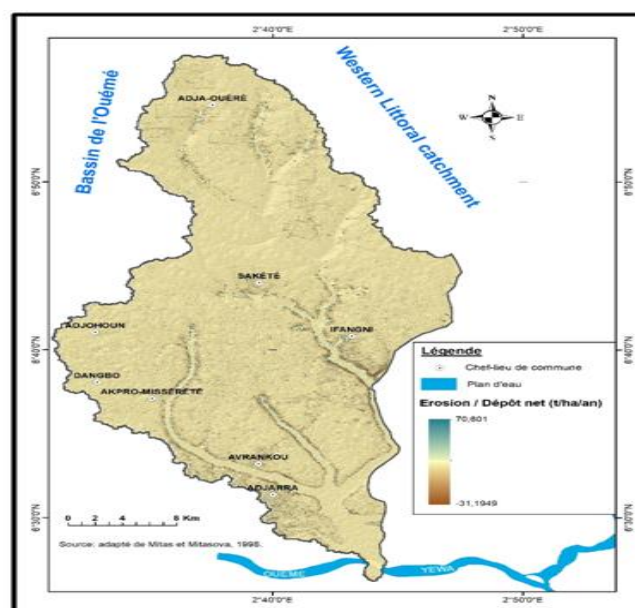 2°40'0"E
2°50'0"E
Bassin de l'Ouémé
Western Littoral catchment
ADJA-OUÈRÈ
W
E
S
6°50'0"N
6°50'0"N
SAKÉTÉ
ADJOHOUN
IFANGNI
6°40'0"N
6°40'0"N
DANGBO
AKPRO-MISSÉRÉTÉ
AVRANKOU
ADJARRA
Légende
Chef-lieu de commune
Plan d'eau
Erosion / Dépôt net (t/ha/an)
70,601
-31,1949
6°30'0"N
6°30'0"N
0 2 4 8 Km
Source: adapté de Mitas et Mitasova, 1998.
OUÉMÉ
YEWA
2°40'0"E
2°50'0"E